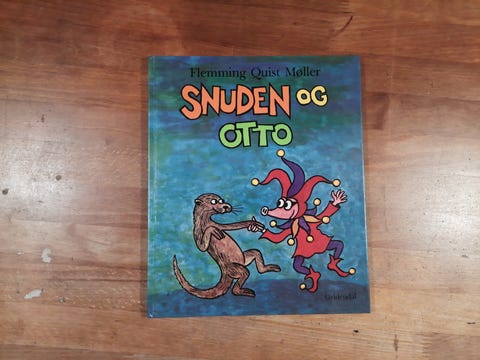 Flemming Quist Møller
SNUDEN OG
OTTO
Gyldendal